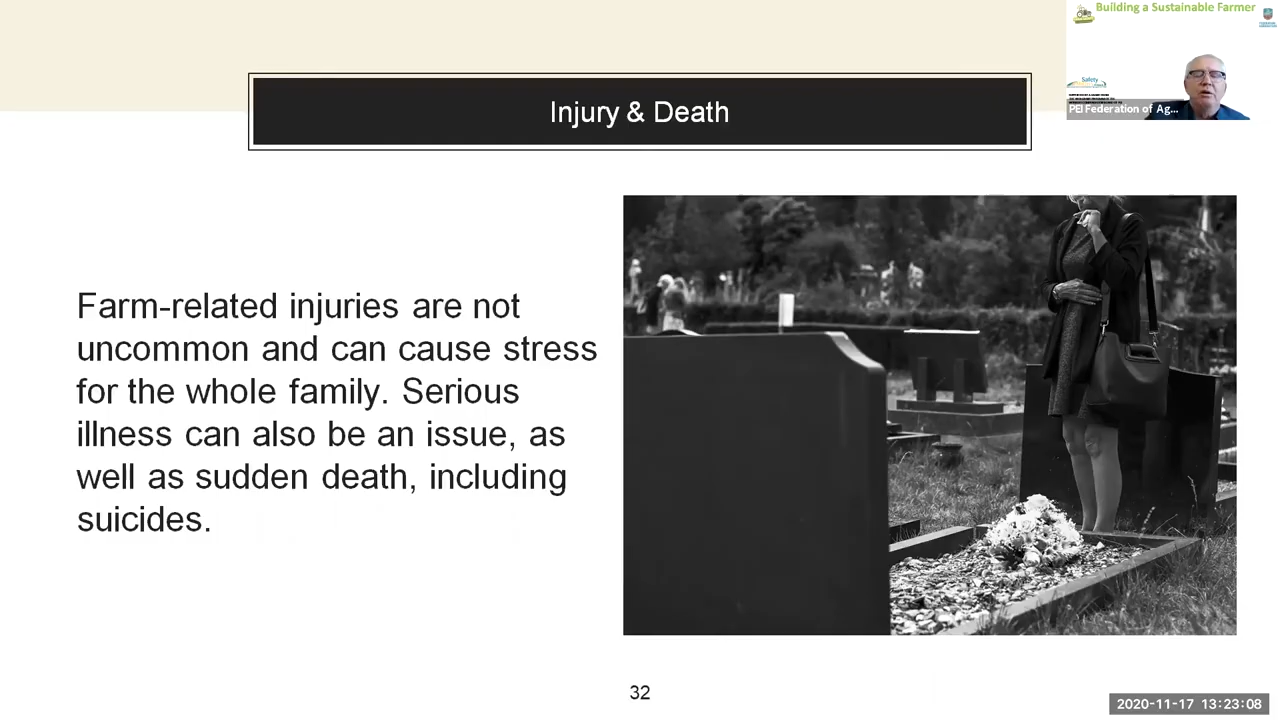 Building a Sustainable Farmer
Injury & Death
Safety
PEI Federation of Ag...
Farm-related injuries are not
uncommon and can cause stress
for the whole family. Serious
illness can also be an issue, as
well as sudden death, including
suicides.
32
2020-11-17 13:23:08